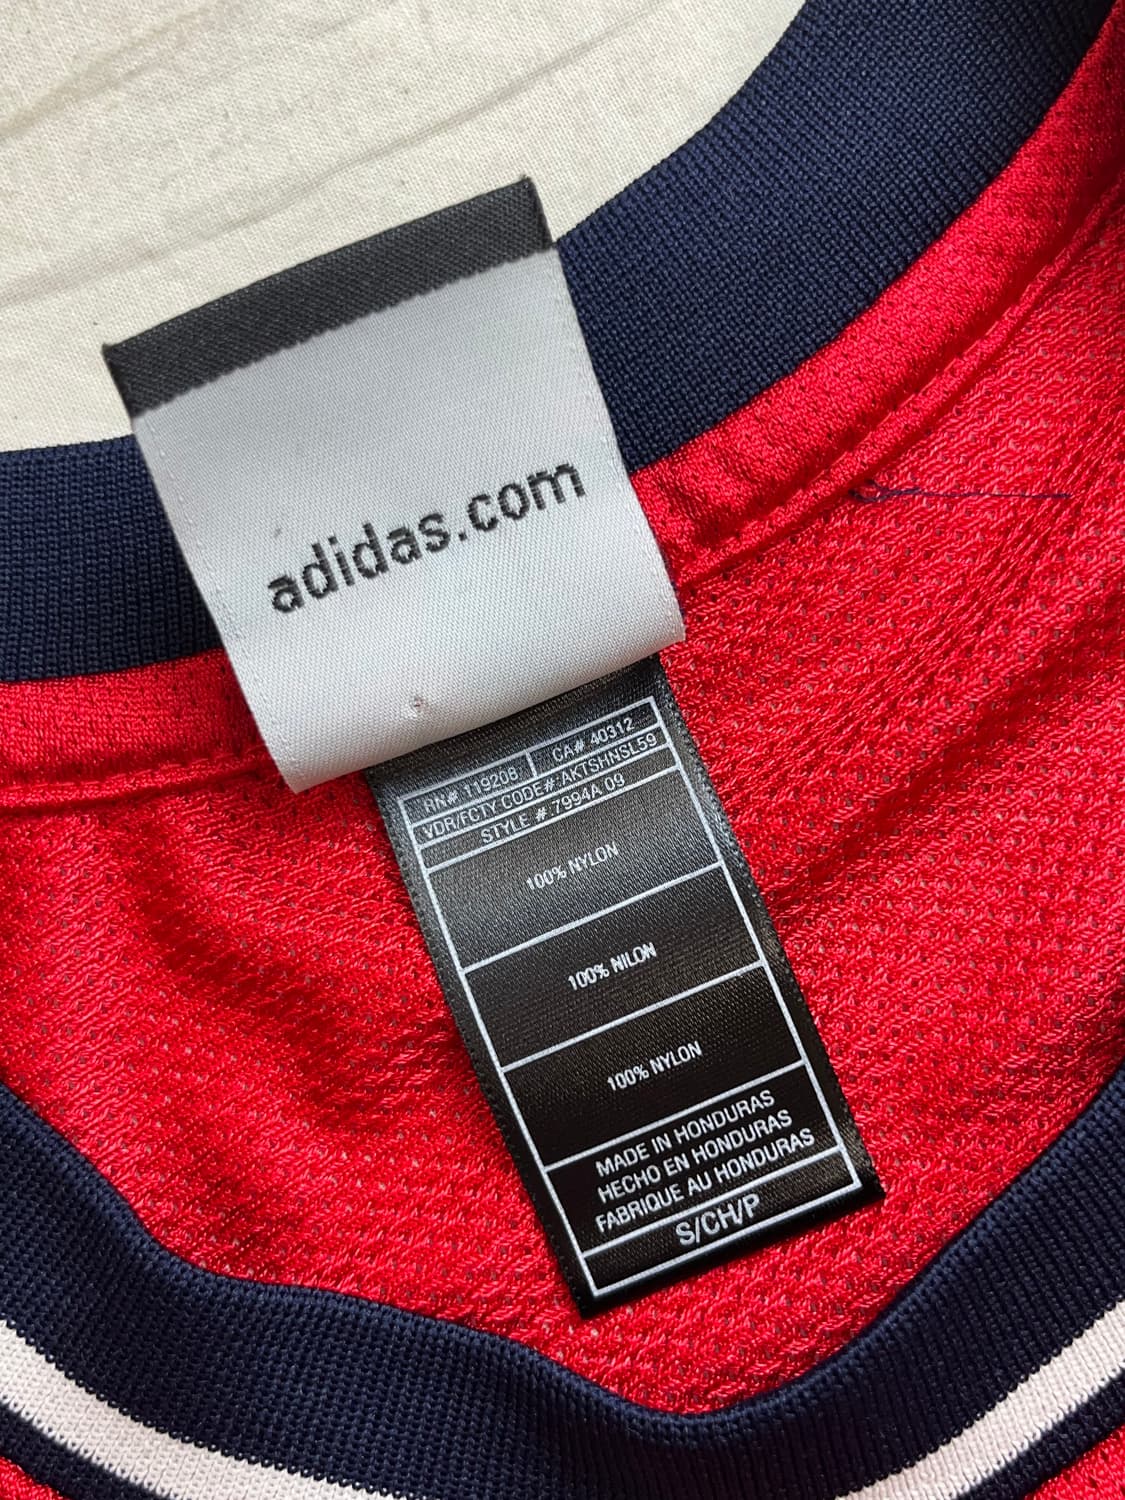 adidas.com
RN# 119206 CA# 40312
VDR/FCTY CODE# AKTSHNSL59
STYLE # 7994A 09
100% NYLON
100% NILON
100% NYLON
MADE IN HONDURAS
HECHO EN HONDURAS
FABRIQUE AU HONDURAS
S/CH/P